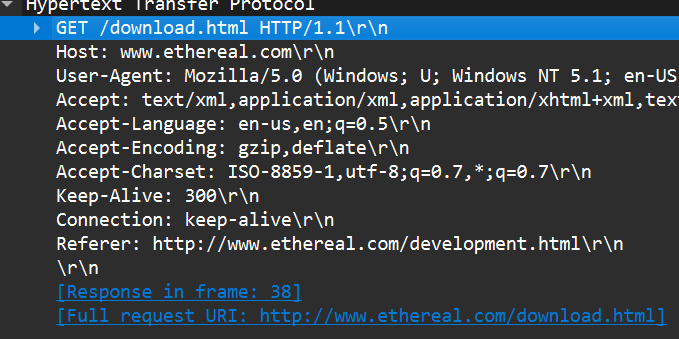 Hypertext Transfer Protocol
GET /download.html HTTP/1.1\r\n
Host: www.ethereal.com\r\n
User-Agent: Mozilla/5.0 (Windows; U; Windows NT 5.1; en-US
Accept: text/xml,application/xml,application/xhtml+xml,tex
Accept-Language: en-us,en;q=0.5\r\n
Accept-Encoding: gzip,deflate\r\n
Accept-Charset: ISO-8859-1,utf-8;q=0.7,*;q=0.7\r\n
Keep-Alive: 300\r\n
Connection: keep-alive\r\n
Referer: http://www.ethereal.com/development.html\r\n
\r\n
[Response in frame: 38]
[Full request URI: http://www.ethereal.com/download.html]